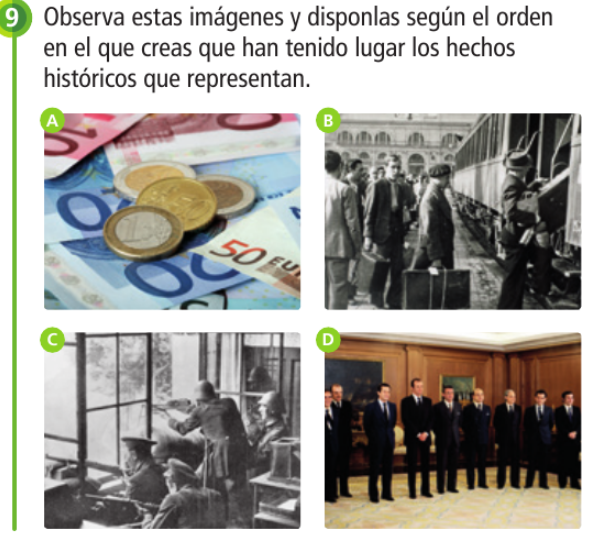 9 Observa estas imágenes y disponlas según el orden
en el que creas que han tenido lugar los hechos
históricos que representan.
A
B
50 EU
C
D